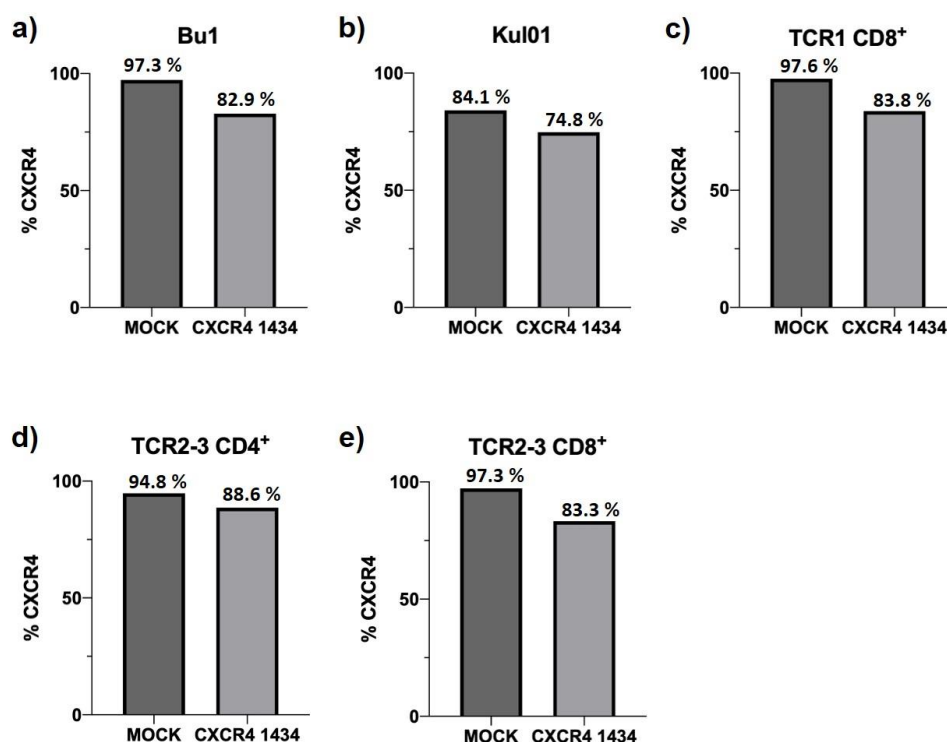 a)
Bu1
% CXCR4
100
50
0
97.3 %
82.9 %
MOCK
CXCR4 1434
b)
Kul01
% CXCR4
100
50
0
84.1 %
74.8 %
MOCK
CXCR4 1434
c)
TCR1 CD8+
% CXCR4
100
50
0
97.6 %
83.8 %
MOCK
CXCR4 1434
d)
TCR2-3 CD4+
% CXCR4
100
50
0
94.8 %
88.6 %
MOCK
CXCR4 1434
e)
TCR2-3 CD8+
% CXCR4
100
50
0
97.3 %
83.3 %
MOCK
CXCR4 1434